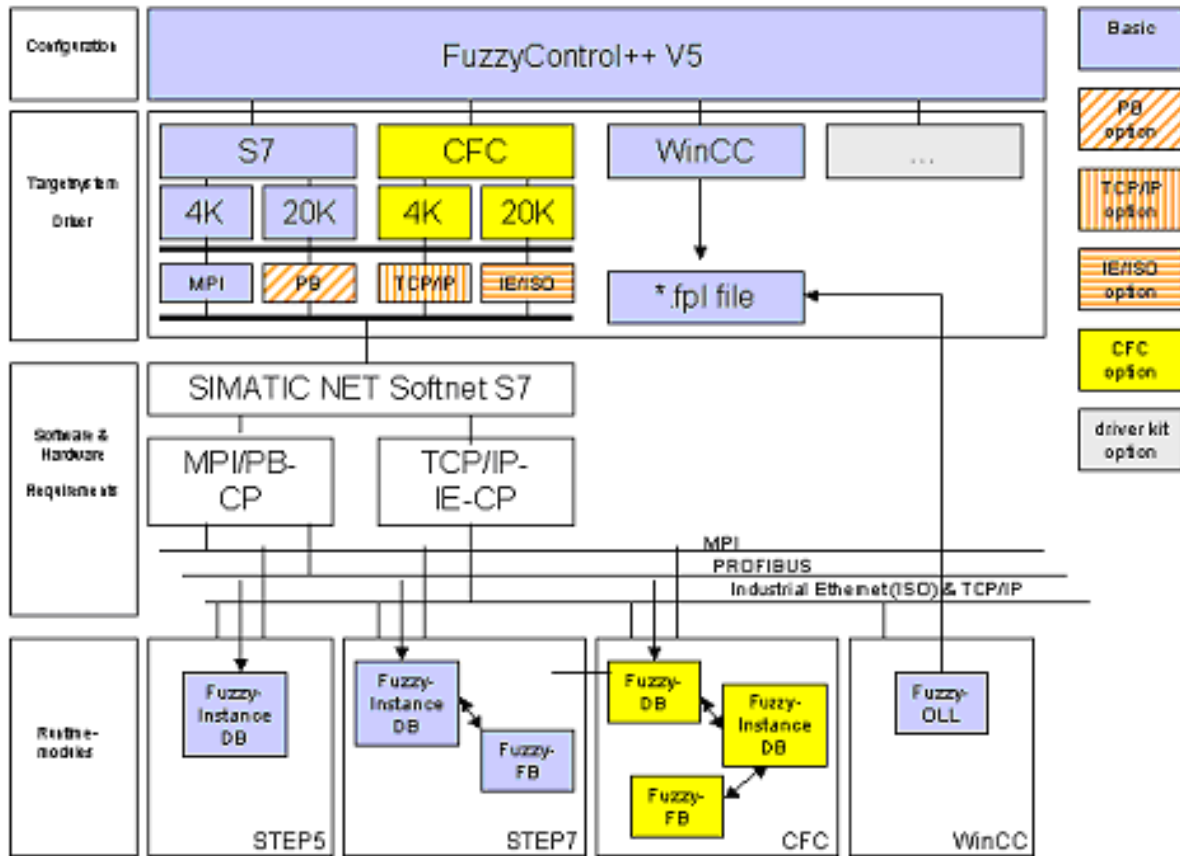 Configuration
FuzzyControl++ V5
Basic
Targetsystem
Driver
S7
CFC
WinCC
...
4K
20K
4K
20K
MPI
PB
TCP/IP
IE/ISO
*.fpl file
PB
option
TCP/IP
option
IE/ISO
option
CFC
option
driver kit
option
Software &
Hardware
Requirements
SIMATIC NET Softnet S7
MPI/PB-
CP
TCP/IP-
IE-CP
MPI
PROFIBUS
Industrial Ethernet(ISO) & TCP/IP
Fuzzy-
Instance
DB
STEP5
Fuzzy-
Instance
DB
Fuzzy-
FB
STEP7
Fuzzy-
DB
Fuzzy-
Instance
DB
Fuzzy-
FB
CFC
Fuzzy-
OLL
WinCC